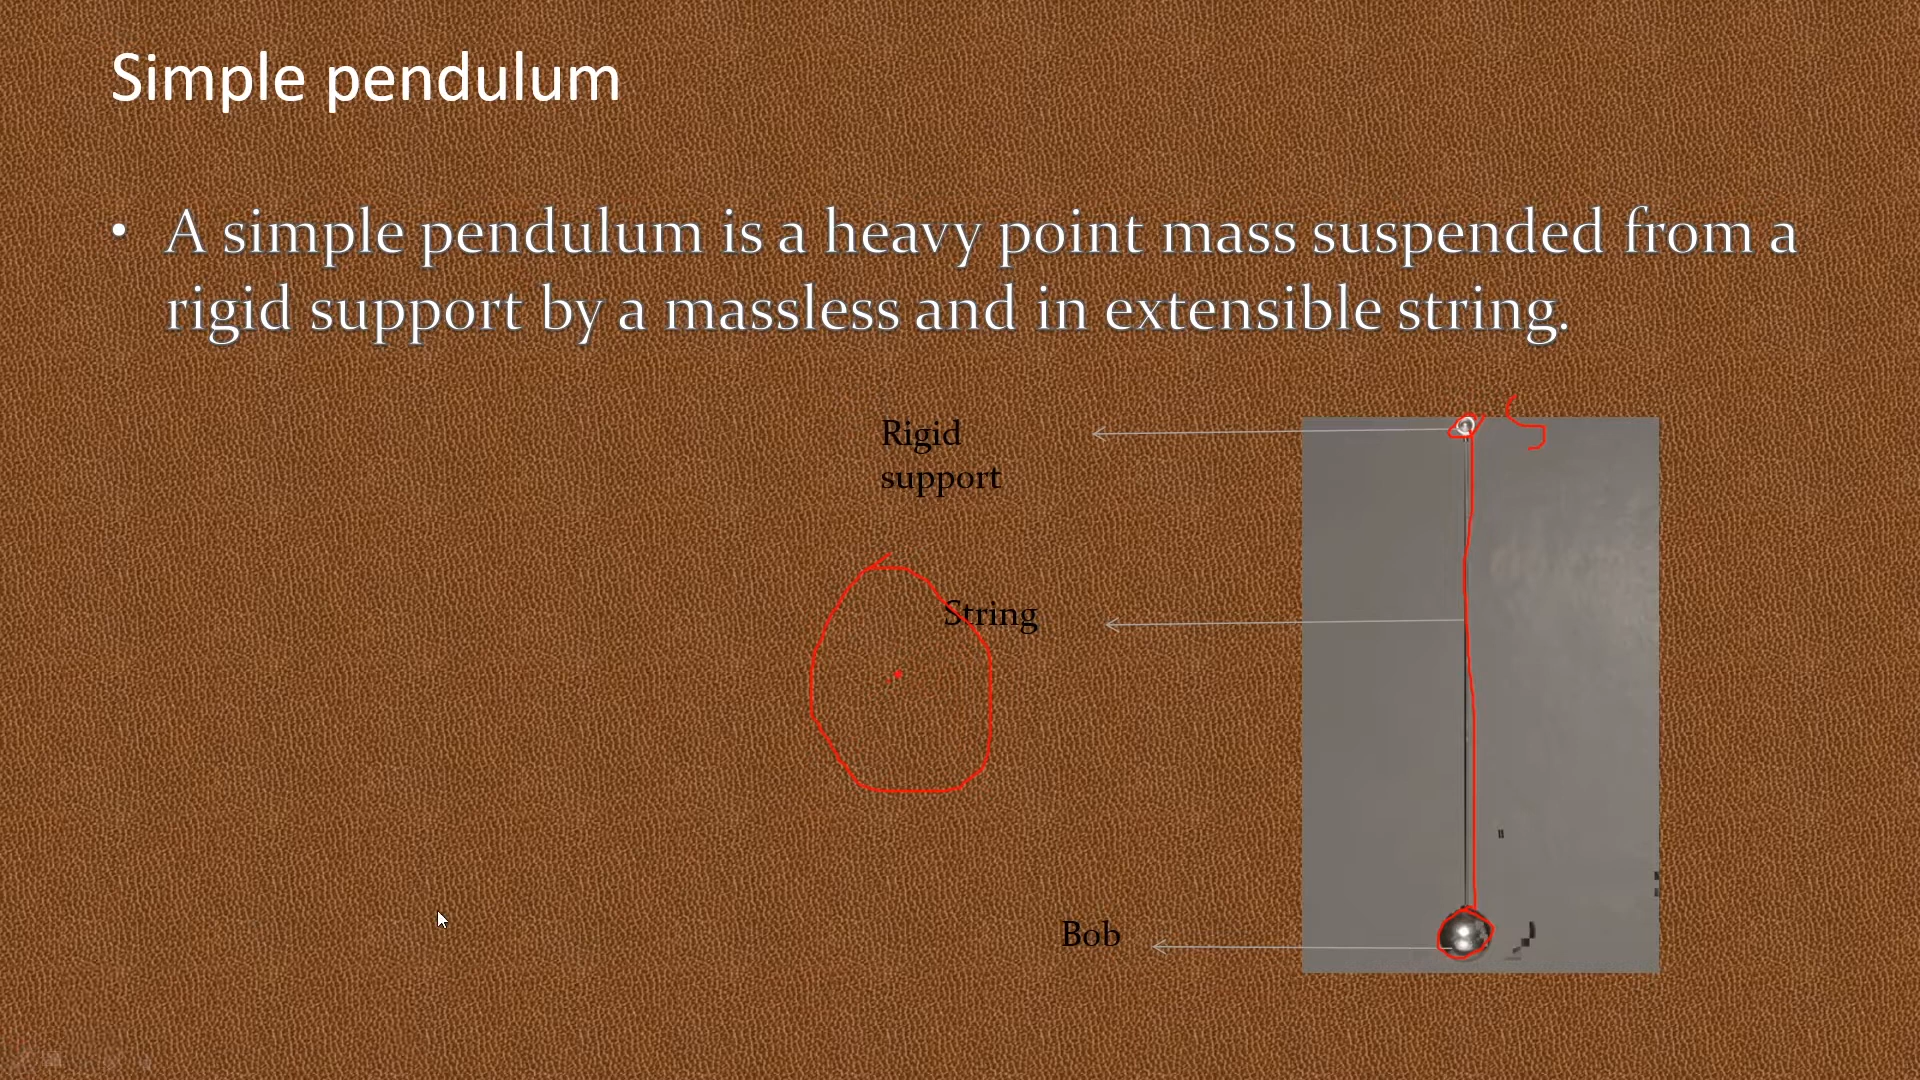 Simple pendulum
• A simple pendulum is a heavy point mass suspended from a
rigid support by a massless and in extensible string.
Rigid
support
String
Bob